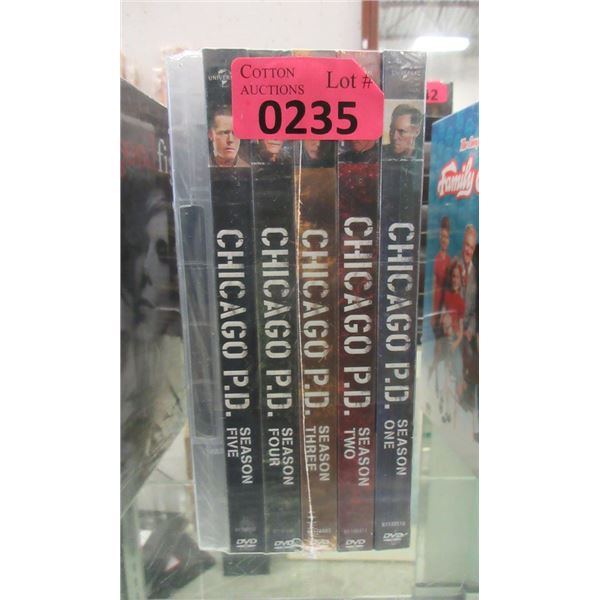 COTTON
AUCTIONS
Lot #
0235
CHICAGO P.D.
SEASON
FIVE
DVD
CHICAGO P.D.
SEASON
FOUR
DVD
CHICAGO P.D.
SEASON
THREE
DVD
CHICAGO P.D.
SEASON
TWO
DVD
CHICAGO P.D.
SEASON
ONE
DVD
Family